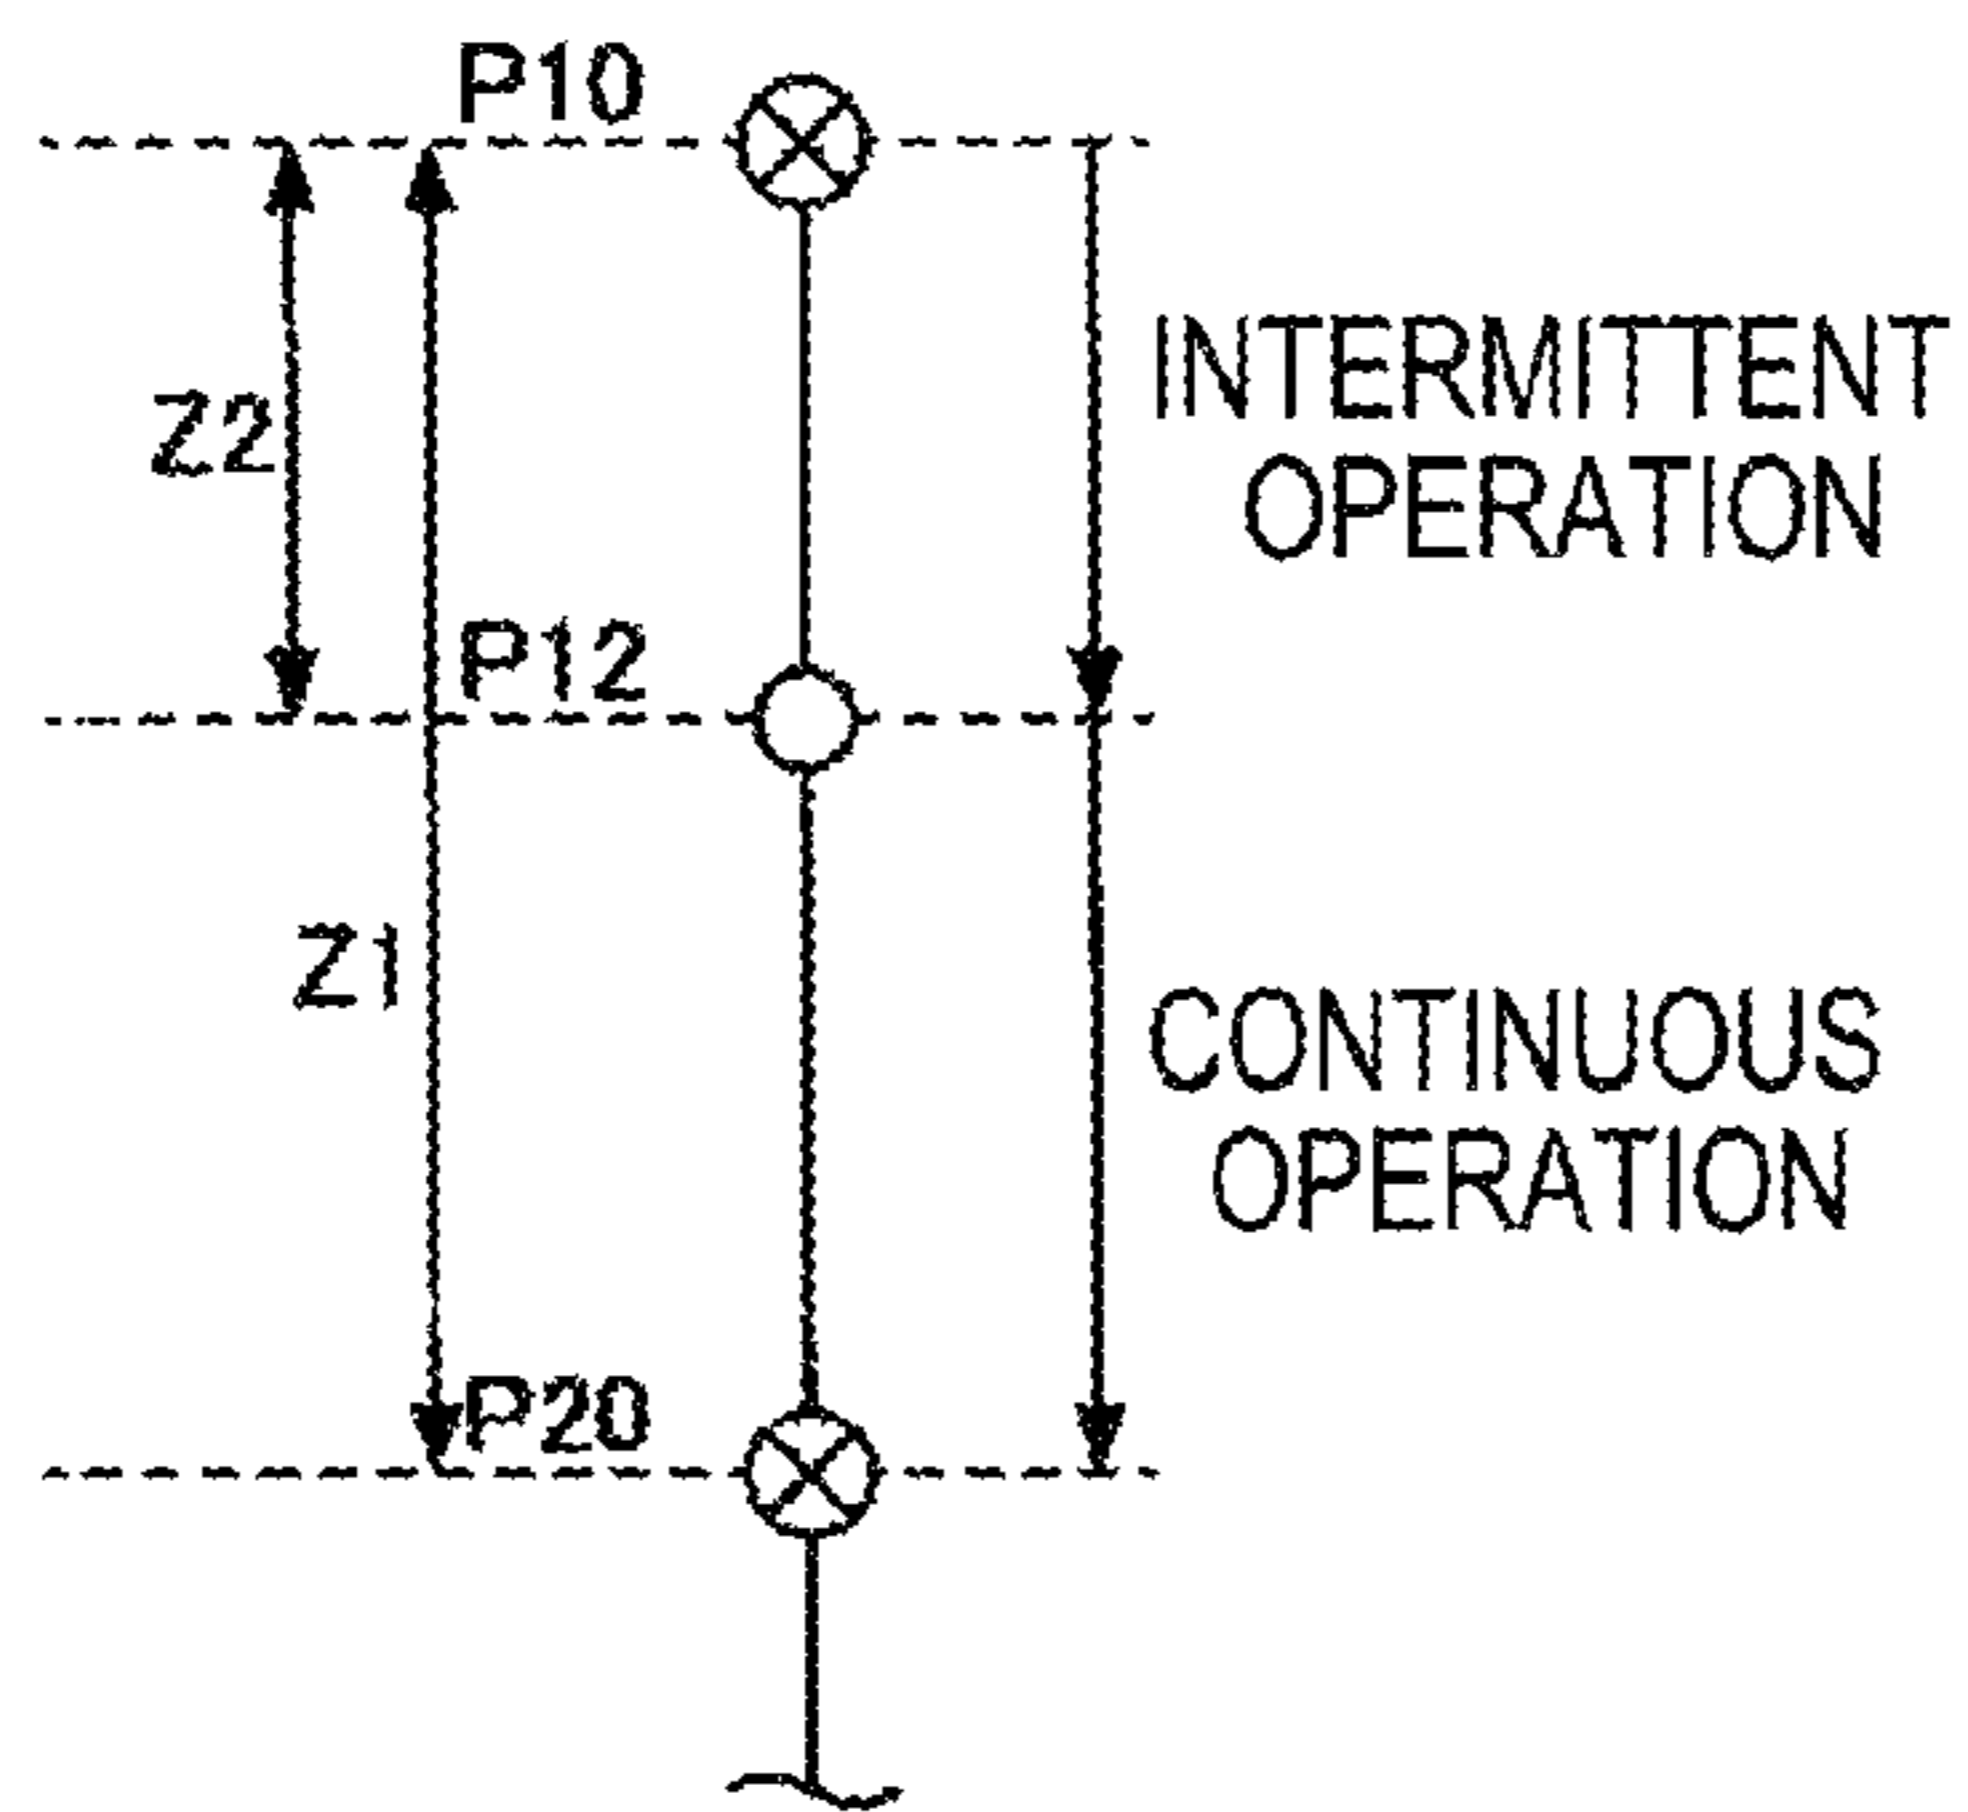 P10
INTERMITTENT
OPERATION
Z2
P12
Z1
CONTINUOUS
OPERATION
P20